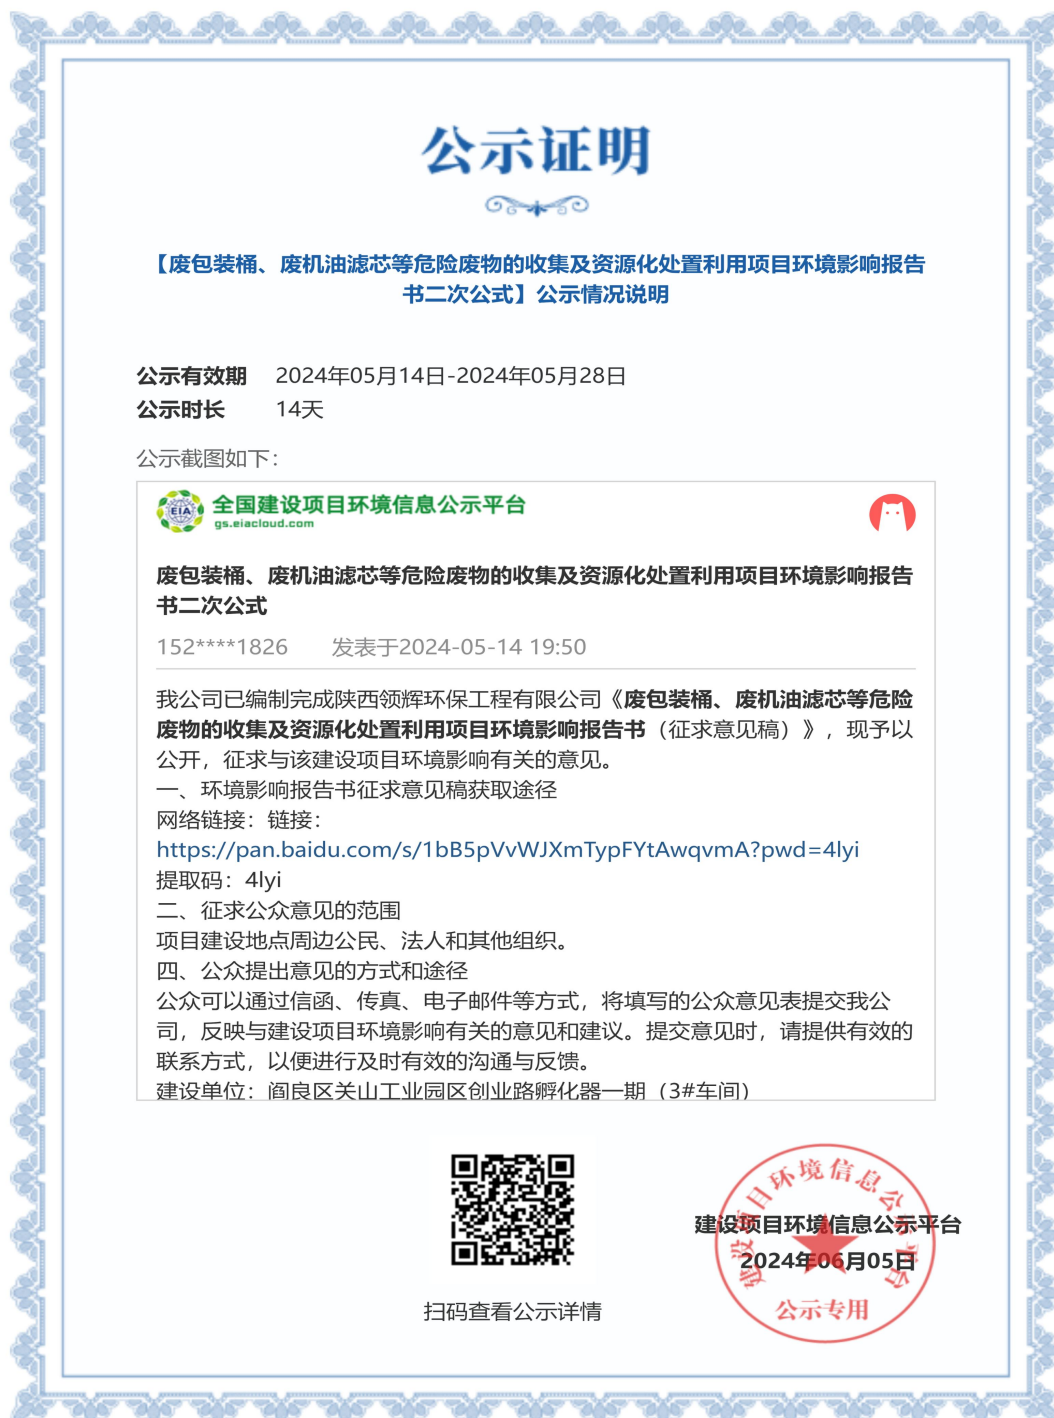 公示证明
【废包装桶、废机油滤芯等危险废物的收集及资源化处置利用项目环境影响报告
书二次公式】公示情况说明
公示有效期 2024年05月14日-2024年05月28日
公示时长 14天
公示截图如下：
EIA 全国建设项目环境信息公示平台
gs.eiacloud.com
废包装桶、废机油滤芯等危险废物的收集及资源化处置利用项目环境影响报告
书二次公式
152****1826 发表于2024-05-14 19:50
我公司已编制完成陕西领辉环保工程有限公司《废包装桶、废机油滤芯等危险
废物的收集及资源化处置利用项目环境影响报告书（征求意见稿）》，现予以
公开，征求与该建设项目环境影响有关的意见。
一、环境影响报告书征求意见稿获取途径
网络链接：链接：
https://pan.baidu.com/s/1bB5pVvWJXmTypFYtAwqvmA?pwd=4lyi
提取码：4lyi
二、征求公众意见的范围
项目建设地点周边公民、法人和其他组织。
四、公众提出意见的方式和途径
公众可以通过信函、传真、电子邮件等方式，将填写的公众意见表提交我公
司，反映与建设项目环境影响有关的意见和建议。提交意见时，请提供有效的
联系方式，以便进行及时有效的沟通与反馈。
建设单位：阎良区关山工业园区创业路孵化器一期（3#车间）
扫码查看公示详情
建设项目环境信息公示平台
2024年06月05日
建设项目环境信息公示平台
公示专用